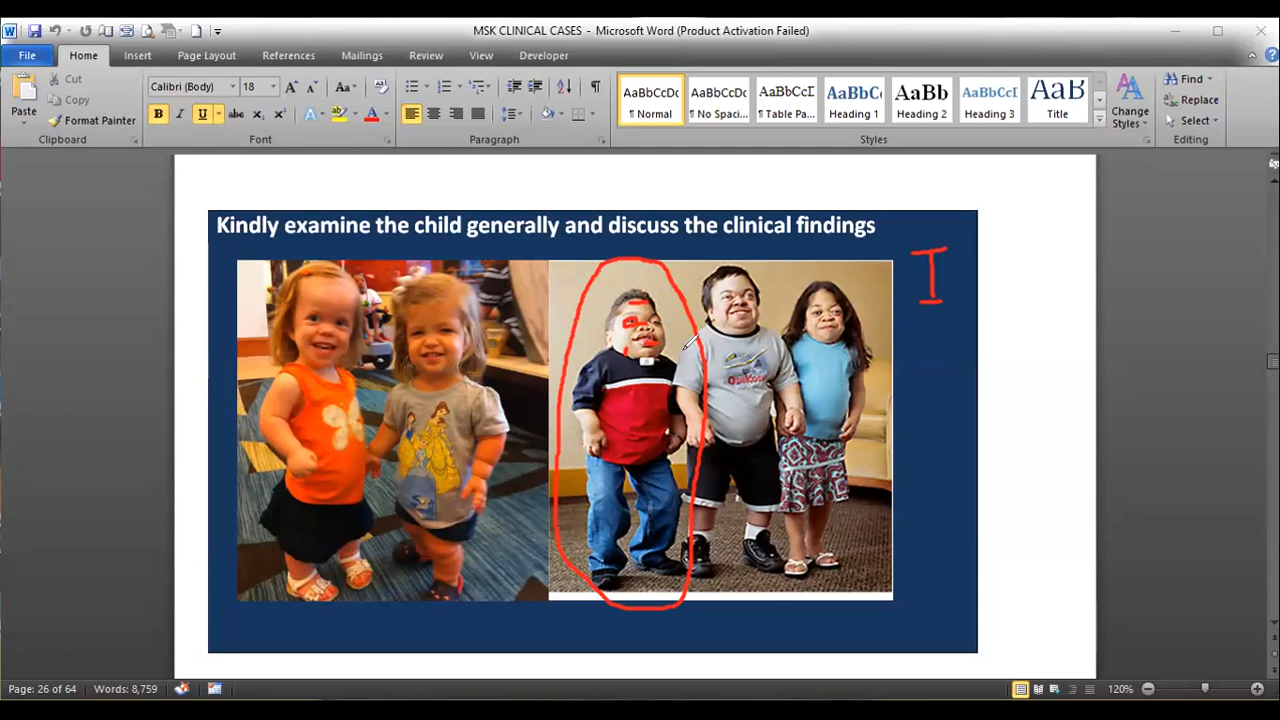 MSK CLINICAL CASES - Microsoft Word (Product Activation Failed)
File Home Insert Page Layout References Mailings Review View Developer
Paste
Cut
Copy
Format Painter
Clipboard
Calibri (Body) 18
Font
Paragraph
AaBbCcDc AaBbCcDc AaBbCcI AaBbC AaBb AaBbCcI AaB
¶ Normal ¶ No Spaci... ¶ Table Pa... Heading 1 Heading 2 Heading 3 Title
Styles
Change Styles
Find
Replace
Select
Editing
Kindly examine the child generally and discuss the clinical findings
I
Page: 26 of 64 Words: 8,759
120%